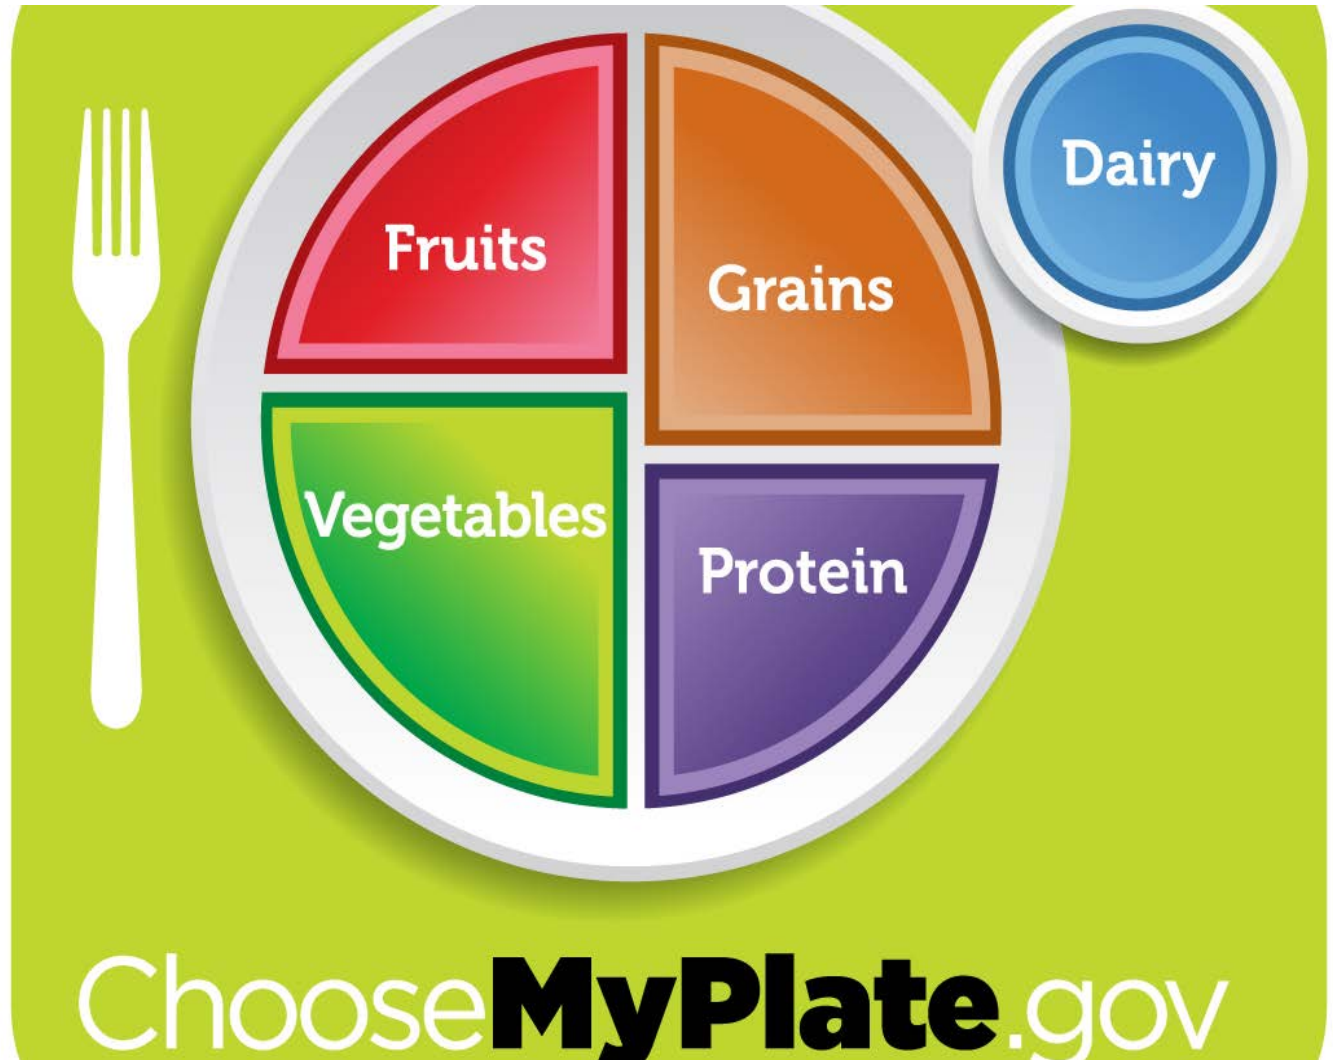 Fruits
Grains
Dairy
Vegetables
Protein
ChooseMyPlate.gov